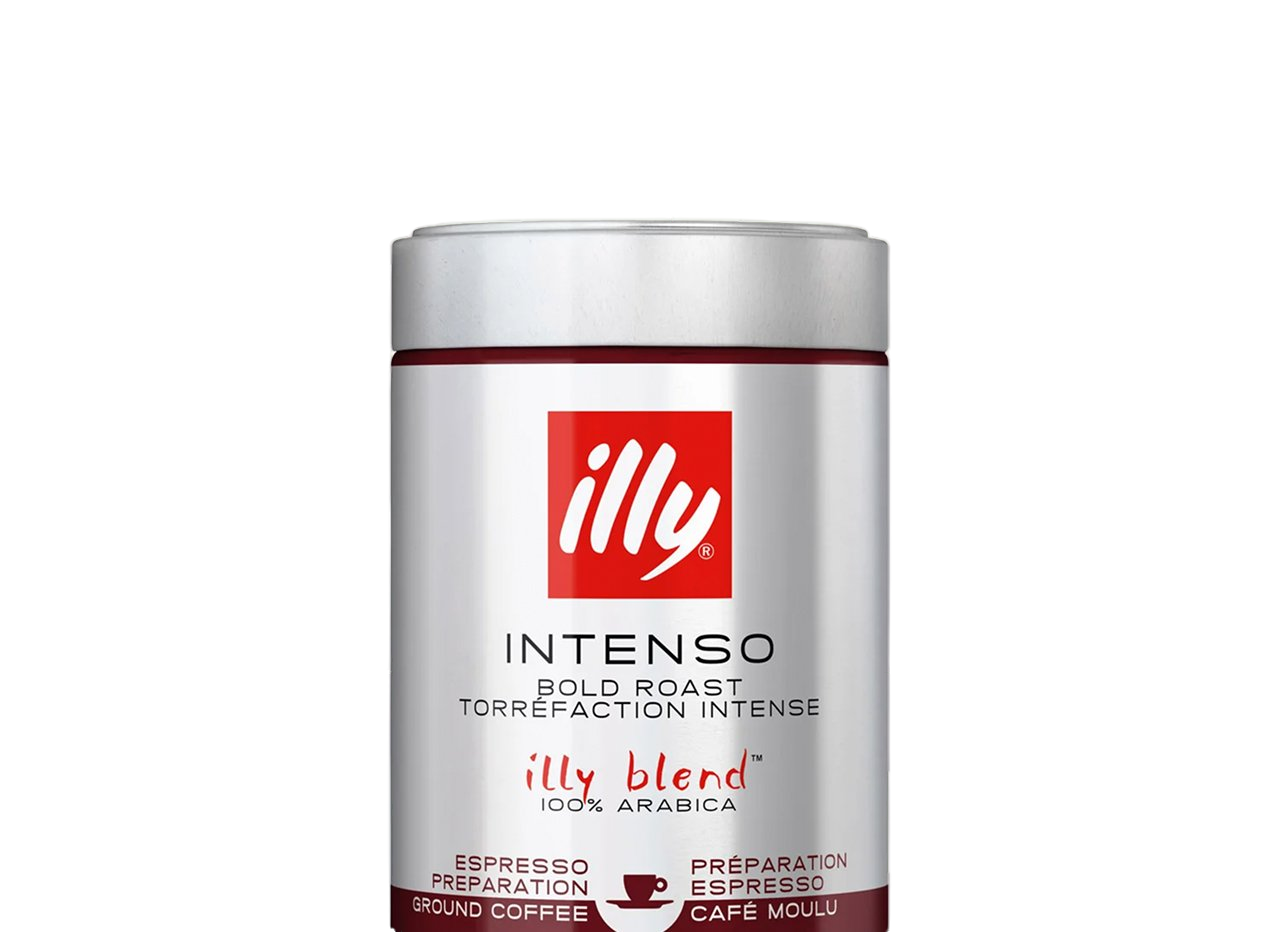 illy®
INTENSO
BOLD ROAST
TORRÉFACTION INTENSE
illy blend™
100% ARABICA
ESPRESSO
PREPARATION
GROUND COFFEE
PRÉPARATION
ESPRESSO
CAFÉ MOULU